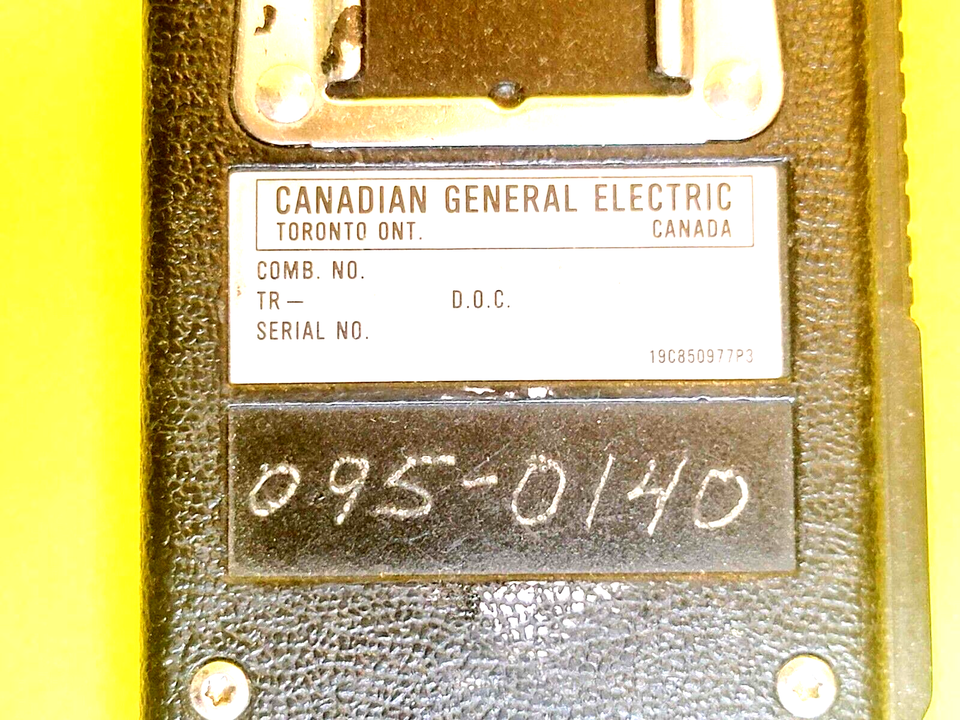 CANADIAN GENERAL ELECTRIC
TORONTO ONT. CANADA
COMB. NO.
TR — D.O.C.
SERIAL NO.
19C850977P3
095-0140